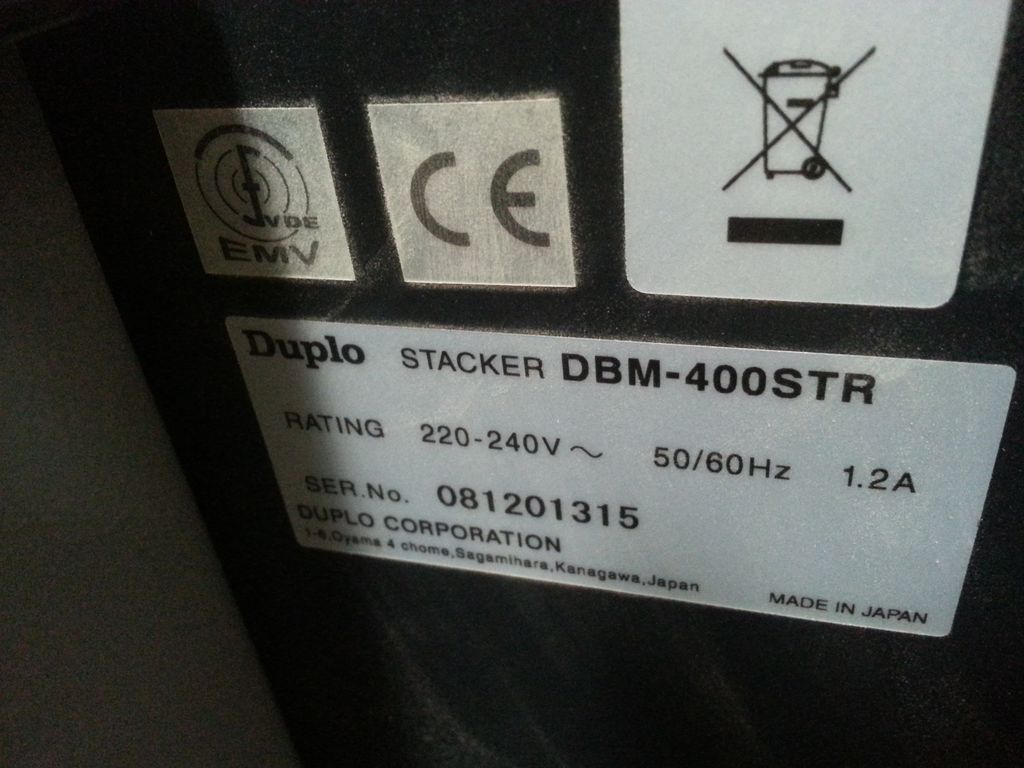 VDE
EMV
CE
Duplo STACKER DBM-400STR
RATING 220-240V~ 50/60Hz 1.2A
SER.No. 081201315
DUPLO CORPORATION
1-6,Oyama 4 chome,Sagamihara,Kanagawa,Japan
MADE IN JAPAN